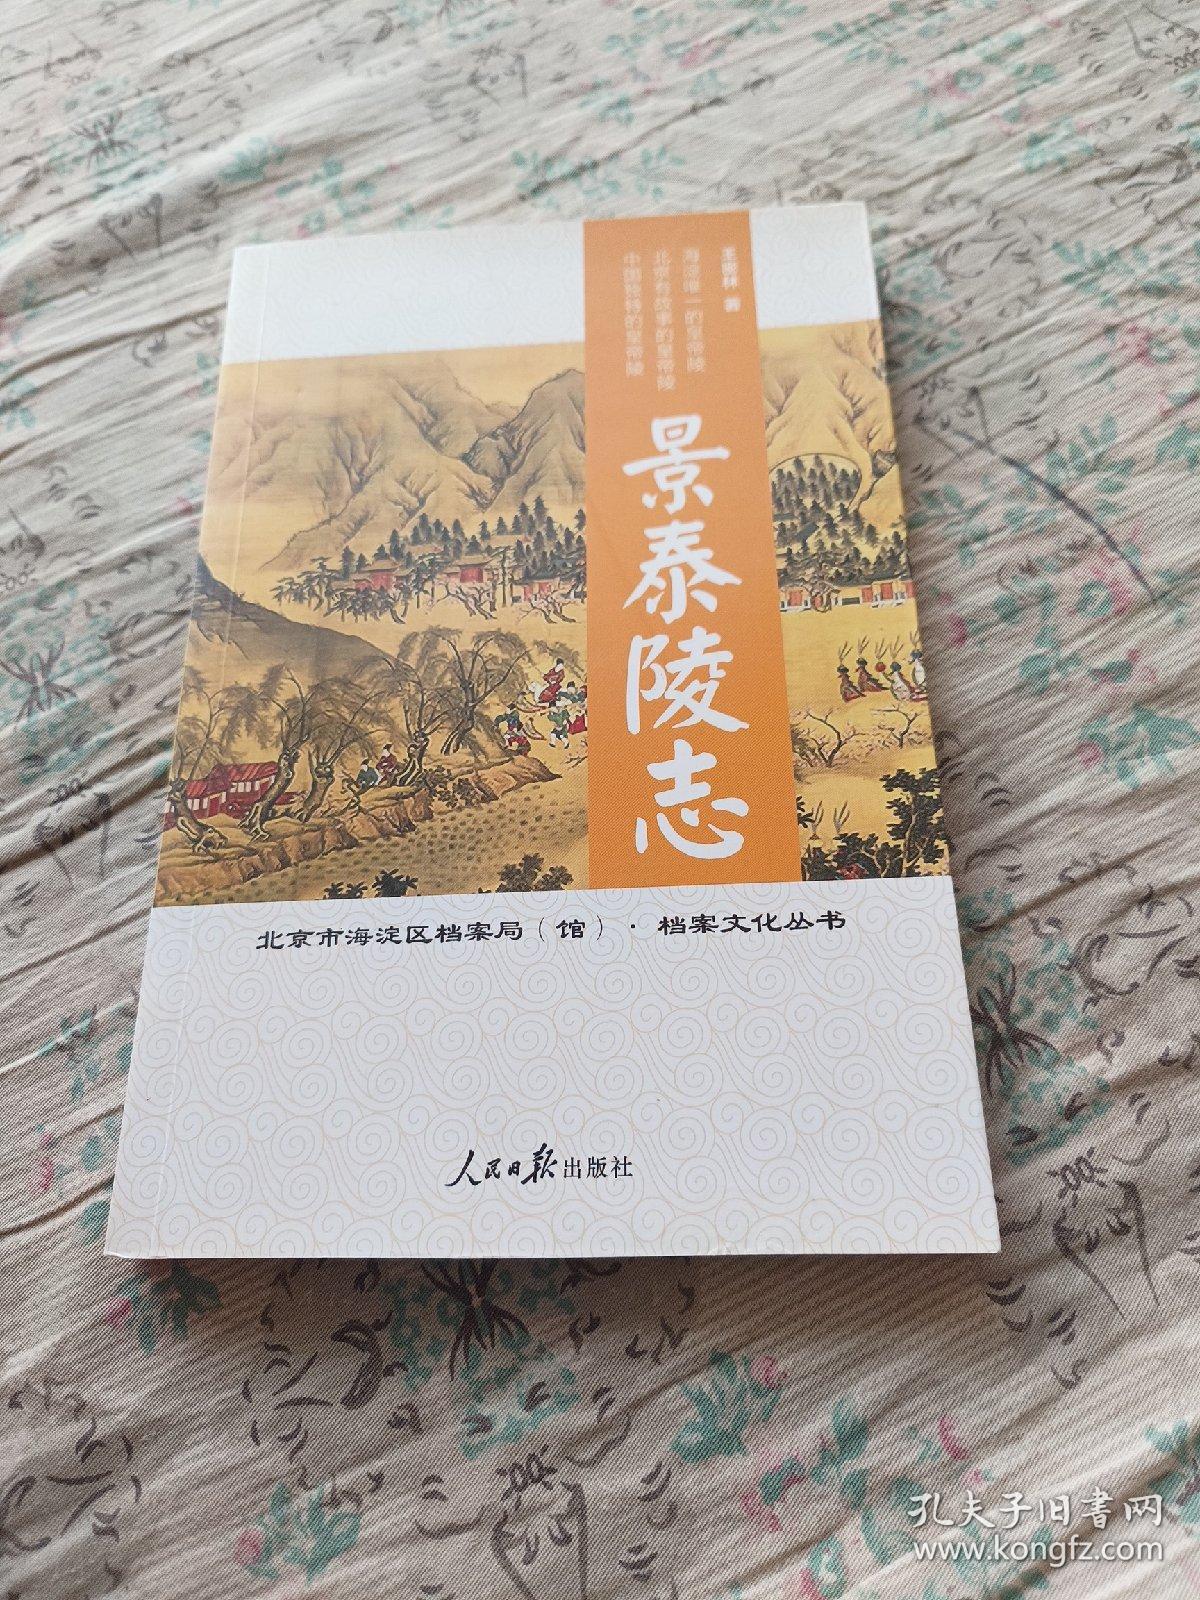 王密林 著
海淀唯一的皇帝陵
北京有故事的皇帝陵
中国独特的皇帝陵
景泰陵志
北京市海淀区档案局（馆）·档案文化丛书
人民日报出版社
孔夫子旧书网
www.kongfz.com